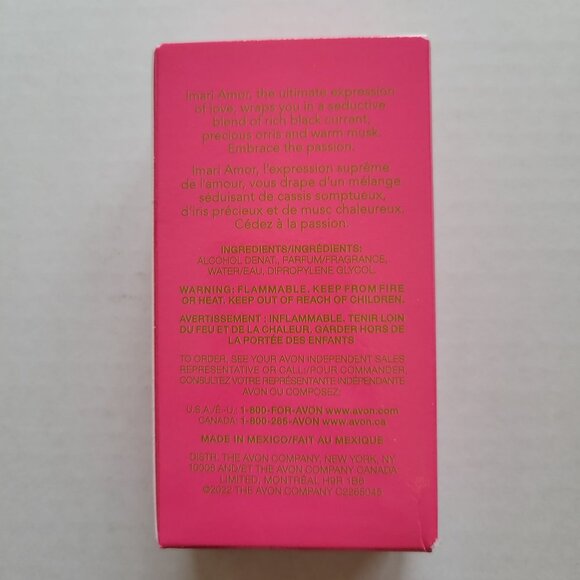 Imari Amor, the ultimate expression
of love, wraps you in a seductive
blend of rich black currant,
precious orris and warm musk.
Embrace the passion.
Imari Amor, l'expression suprême
de l'amour, vous drape d'un mélange
séduisant de cassis somptueux,
d'iris précieux et de musc chaleureux.
Cédez à la passion.
INGREDIENTS/INGRÉDIENTS:
ALCOHOL DENAT., PARFUM/FRAGRANCE,
WATER/EAU, DIPROPYLENE GLYCOL.
WARNING: FLAMMABLE. KEEP FROM FIRE
OR HEAT. KEEP OUT OF REACH OF CHILDREN.
AVERTISSEMENT : INFLAMMABLE. TENIR LOIN
DU FEU ET DE LA CHALEUR. GARDER HORS DE
LA PORTÉE DES ENFANTS
TO ORDER, SEE YOUR AVON INDEPENDENT SALES
REPRESENTATIVE OR CALL:/POUR COMMANDER,
CONSULTEZ VOTRE REPRÉSENTANTE INDÉPENDANTE
AVON OU COMPOSEZ:
U.S.A./É.-U.: 1-800-FOR-AVON www.avon.com
CANADA: 1-800-265-AVON www.avon.ca
MADE IN MEXICO/FAIT AU MEXIQUE
DISTR. THE AVON COMPANY, NEW YORK, NY
AND/ET THE AVON COMPANY CANADA
LIMITED, MONTRÉAL H9R 1B8
©2022 THE AVON COMPANY